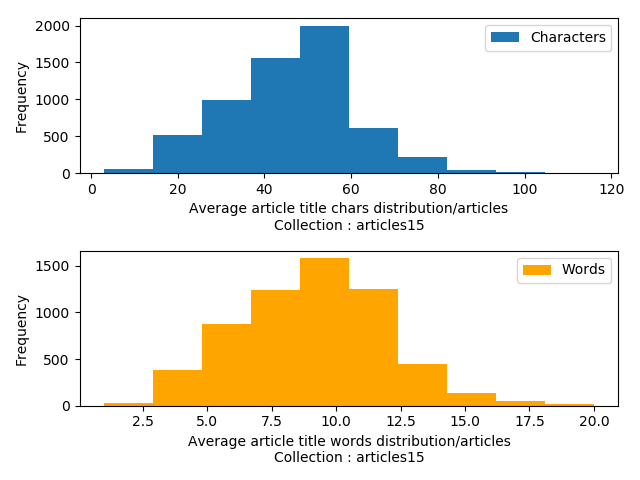 2000
1500
1000
500
0
Frequency
Characters
0 20 40 60 80 100 120
Average article title chars distribution/articles
Collection : articles15
1500
1000
500
0
Frequency
Words
2.5 5.0 7.5 10.0 12.5 15.0 17.5 20.0
Average article title words distribution/articles
Collection : articles15